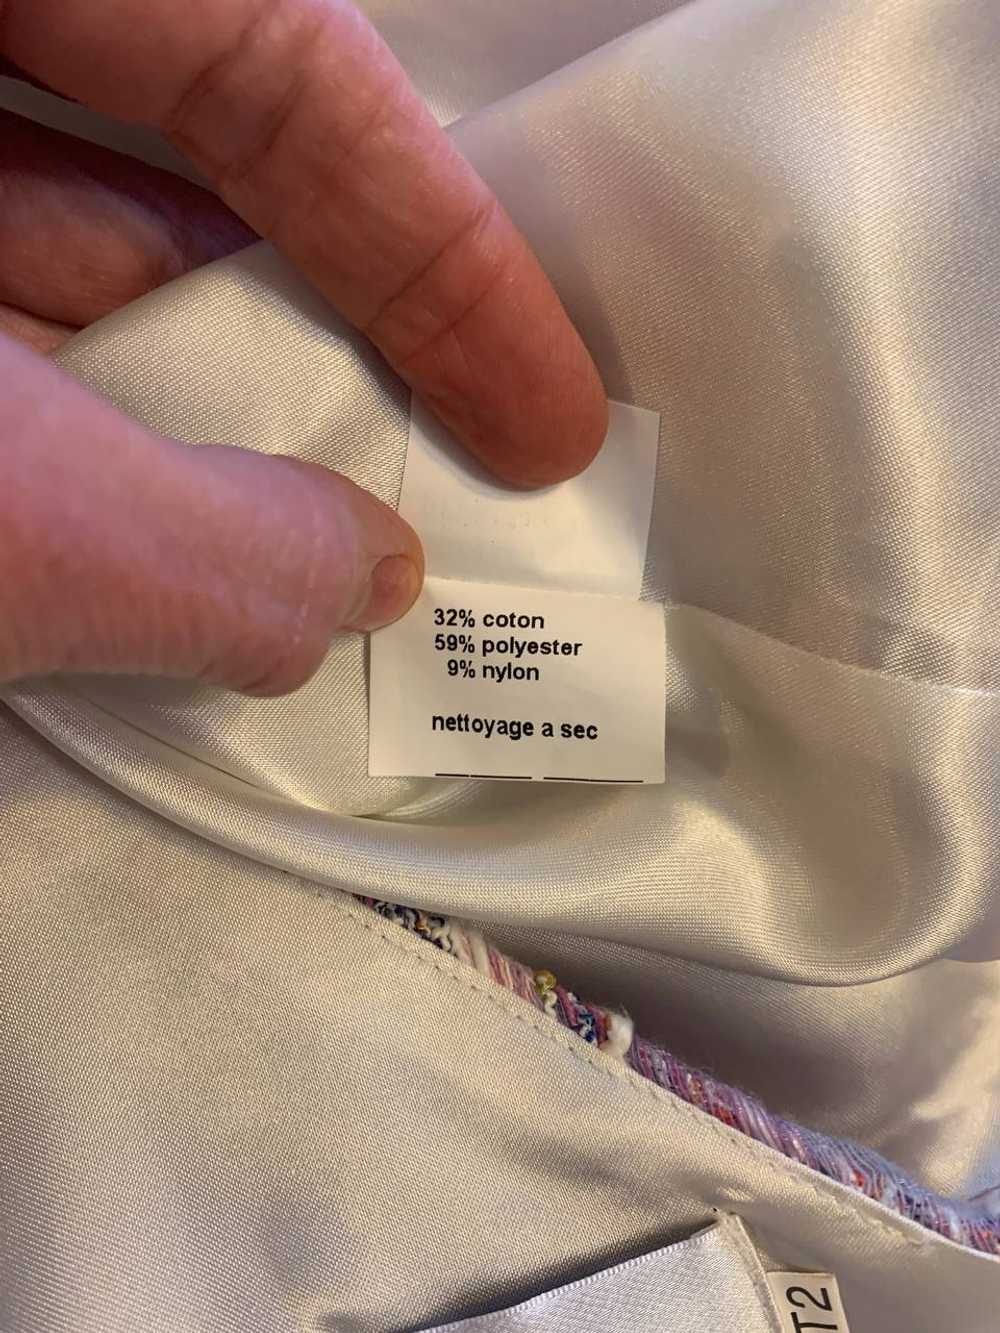 32% coton
59% polyester
9% nylon
nettoyage a sec
T2